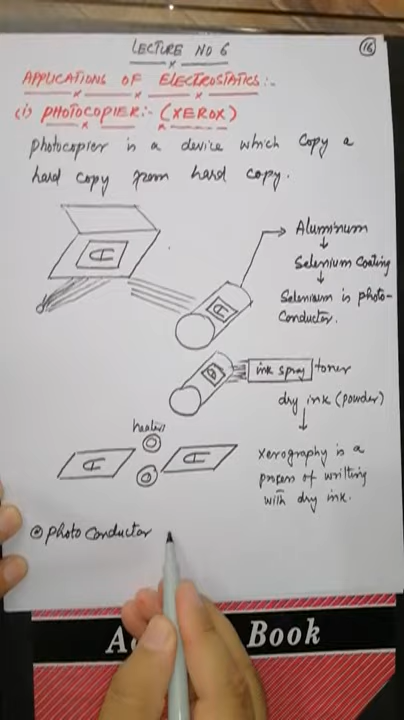 LECTURE NO 6
16
APPLICATIONS OF ELECTROSTATICS:-
(i) PHOTOCOPIER:- (XEROX)
Photocopier is a device which copy a
hard copy from hard copy.
Aluminum
Selenium Coating
Selenium is photo-
Conductor.
ink spray toner
dry ink (powder)
heaters
xerography is a
process of writting
with dry ink.
Photo Conductor
A Book